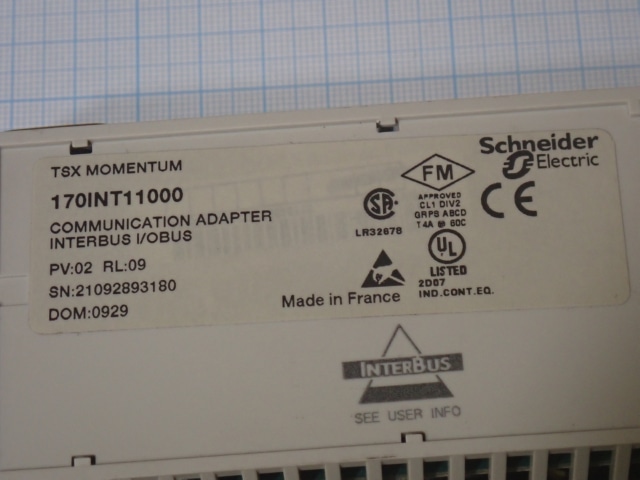 TSX MOMENTUM
170INT11000
COMMUNICATION ADAPTER
INTERBUS I/OBUS
PV:02 RL:09
SN:21092893180
DOM:0929
FM
APPROVED
CL1 DIV2
GRPS ABCD
T4A @ 60C
Schneider
Electric
CE
SA
LR32678
UL
LISTED
2D07
IND.CONT.EQ.
Made in France
INTERBUS
SEE USER INFO